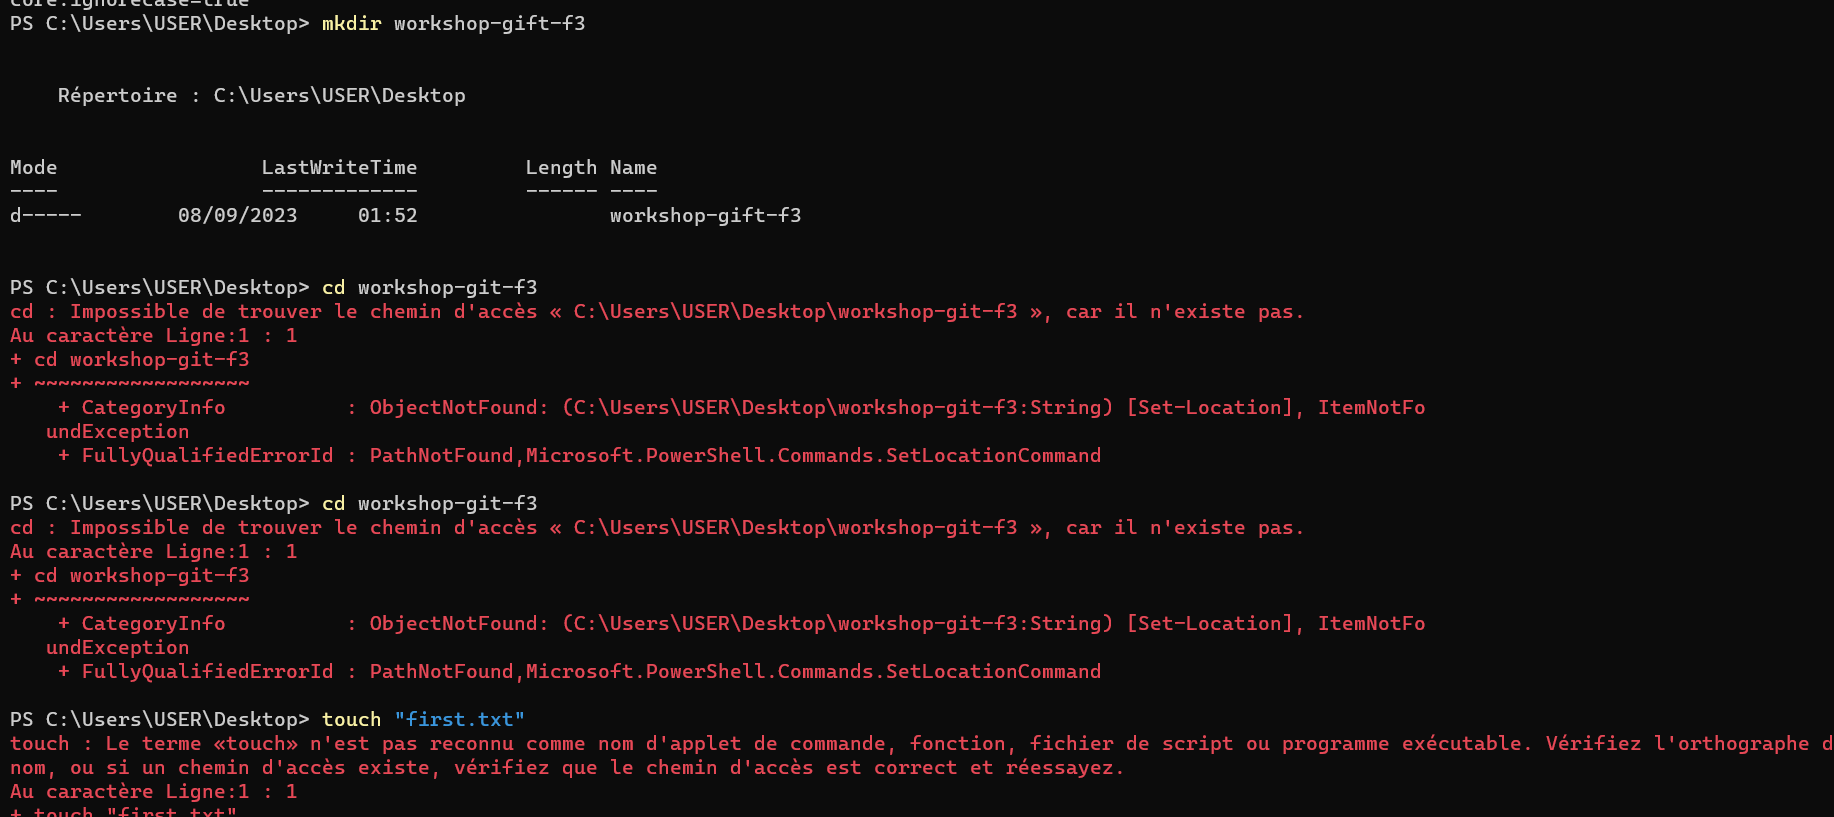 core.ignorecase=true
PS C:\Users\USER\Desktop> mkdir workshop-gift-f3
Répertoire : C:\Users\USER\Desktop
Mode LastWriteTime Length Name
---- ------------- ------ ----
d----- 08/09/2023 01:52 workshop-gift-f3
PS C:\Users\USER\Desktop> cd workshop-git-f3
cd : Impossible de trouver le chemin d'accès « C:\Users\USER\Desktop\workshop-git-f3 », car il n'existe pas.
Au caractère Ligne:1 : 1
+ cd workshop-git-f3
+ ~~~~~~~~~~~~~~~~~~
+ CategoryInfo : ObjectNotFound: (C:\Users\USER\Desktop\workshop-git-f3:String) [Set-Location], ItemNotFo
undException
+ FullyQualifiedErrorId : PathNotFound,Microsoft.PowerShell.Commands.SetLocationCommand
PS C:\Users\USER\Desktop> cd workshop-git-f3
cd : Impossible de trouver le chemin d'accès « C:\Users\USER\Desktop\workshop-git-f3 », car il n'existe pas.
Au caractère Ligne:1 : 1
+ cd workshop-git-f3
+ ~~~~~~~~~~~~~~~~~~
+ CategoryInfo : ObjectNotFound: (C:\Users\USER\Desktop\workshop-git-f3:String) [Set-Location], ItemNotFo
undException
+ FullyQualifiedErrorId : PathNotFound,Microsoft.PowerShell.Commands.SetLocationCommand
PS C:\Users\USER\Desktop> touch "first.txt"
touch : Le terme «touch» n'est pas reconnu comme nom d'applet de commande, fonction, fichier de script ou programme exécutable. Vérifiez l'orthographe d
nom, ou si un chemin d'accès existe, vérifiez que le chemin d'accès est correct et réessayez.
Au caractère Ligne:1 : 1
+ touch "first.txt"